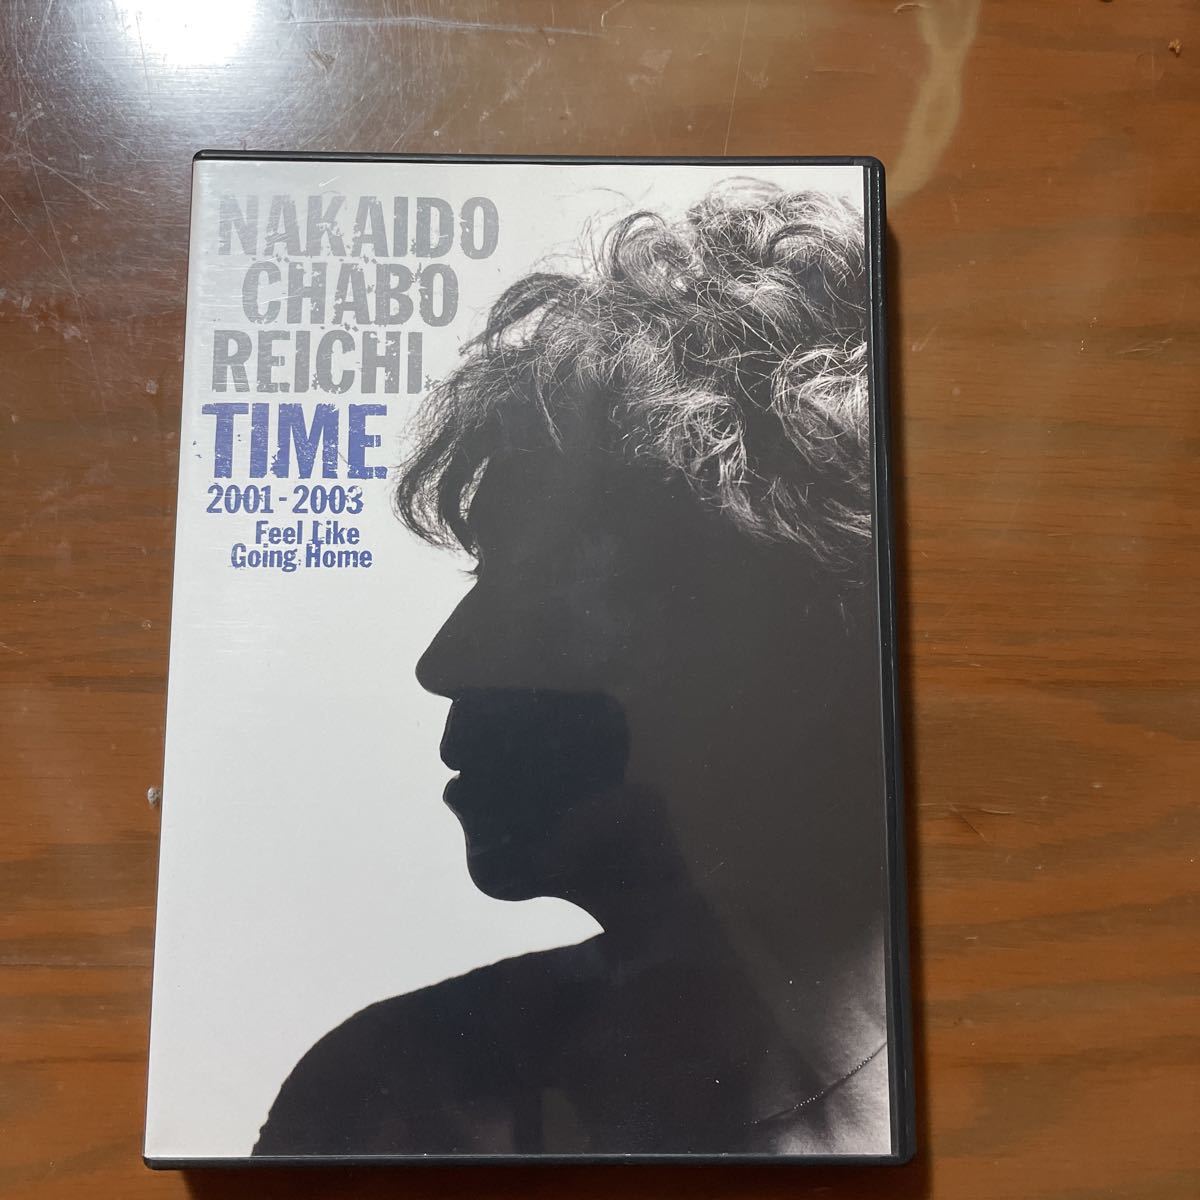 NAKAIDO
CHABO
REICHI
TIME
2001-2003
Feel Like
Going Home